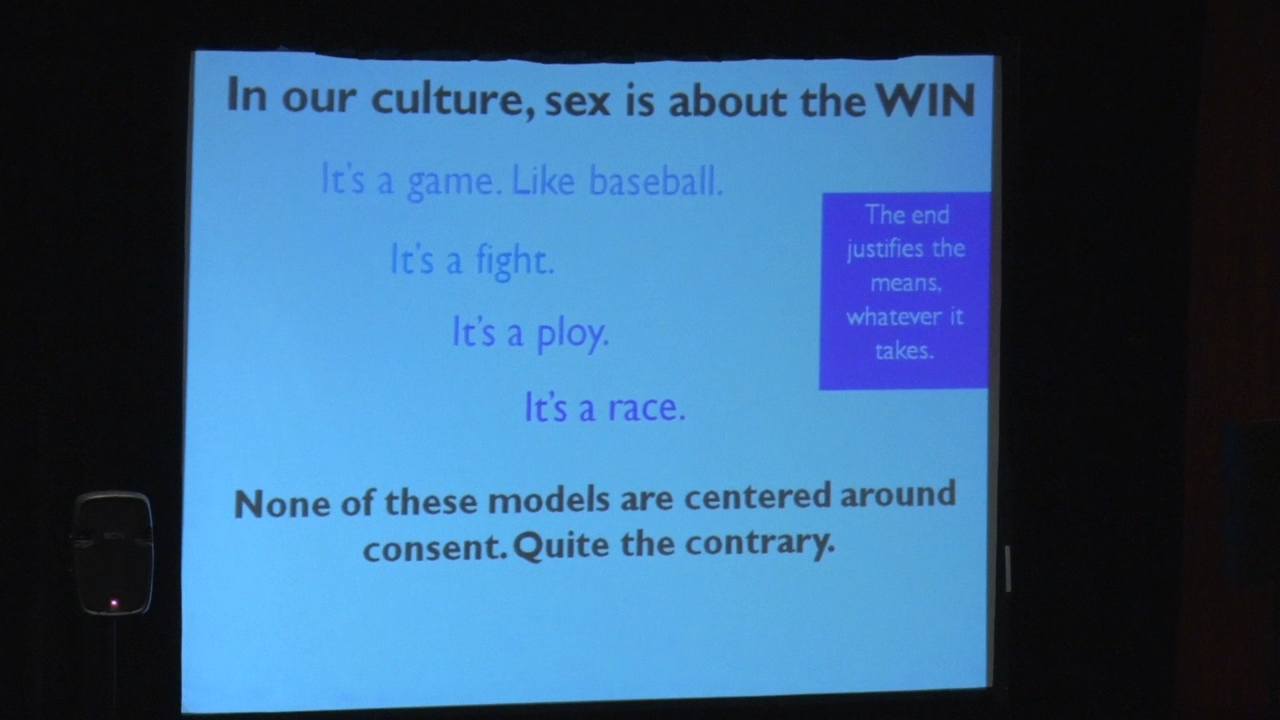 In our culture, sex is about the WIN
It's a game. Like baseball.
The end
justifies the
means,
whatever it
takes.
It's a fight.
It's a ploy.
It's a race.
None of these models are centered around
consent. Quite the contrary.